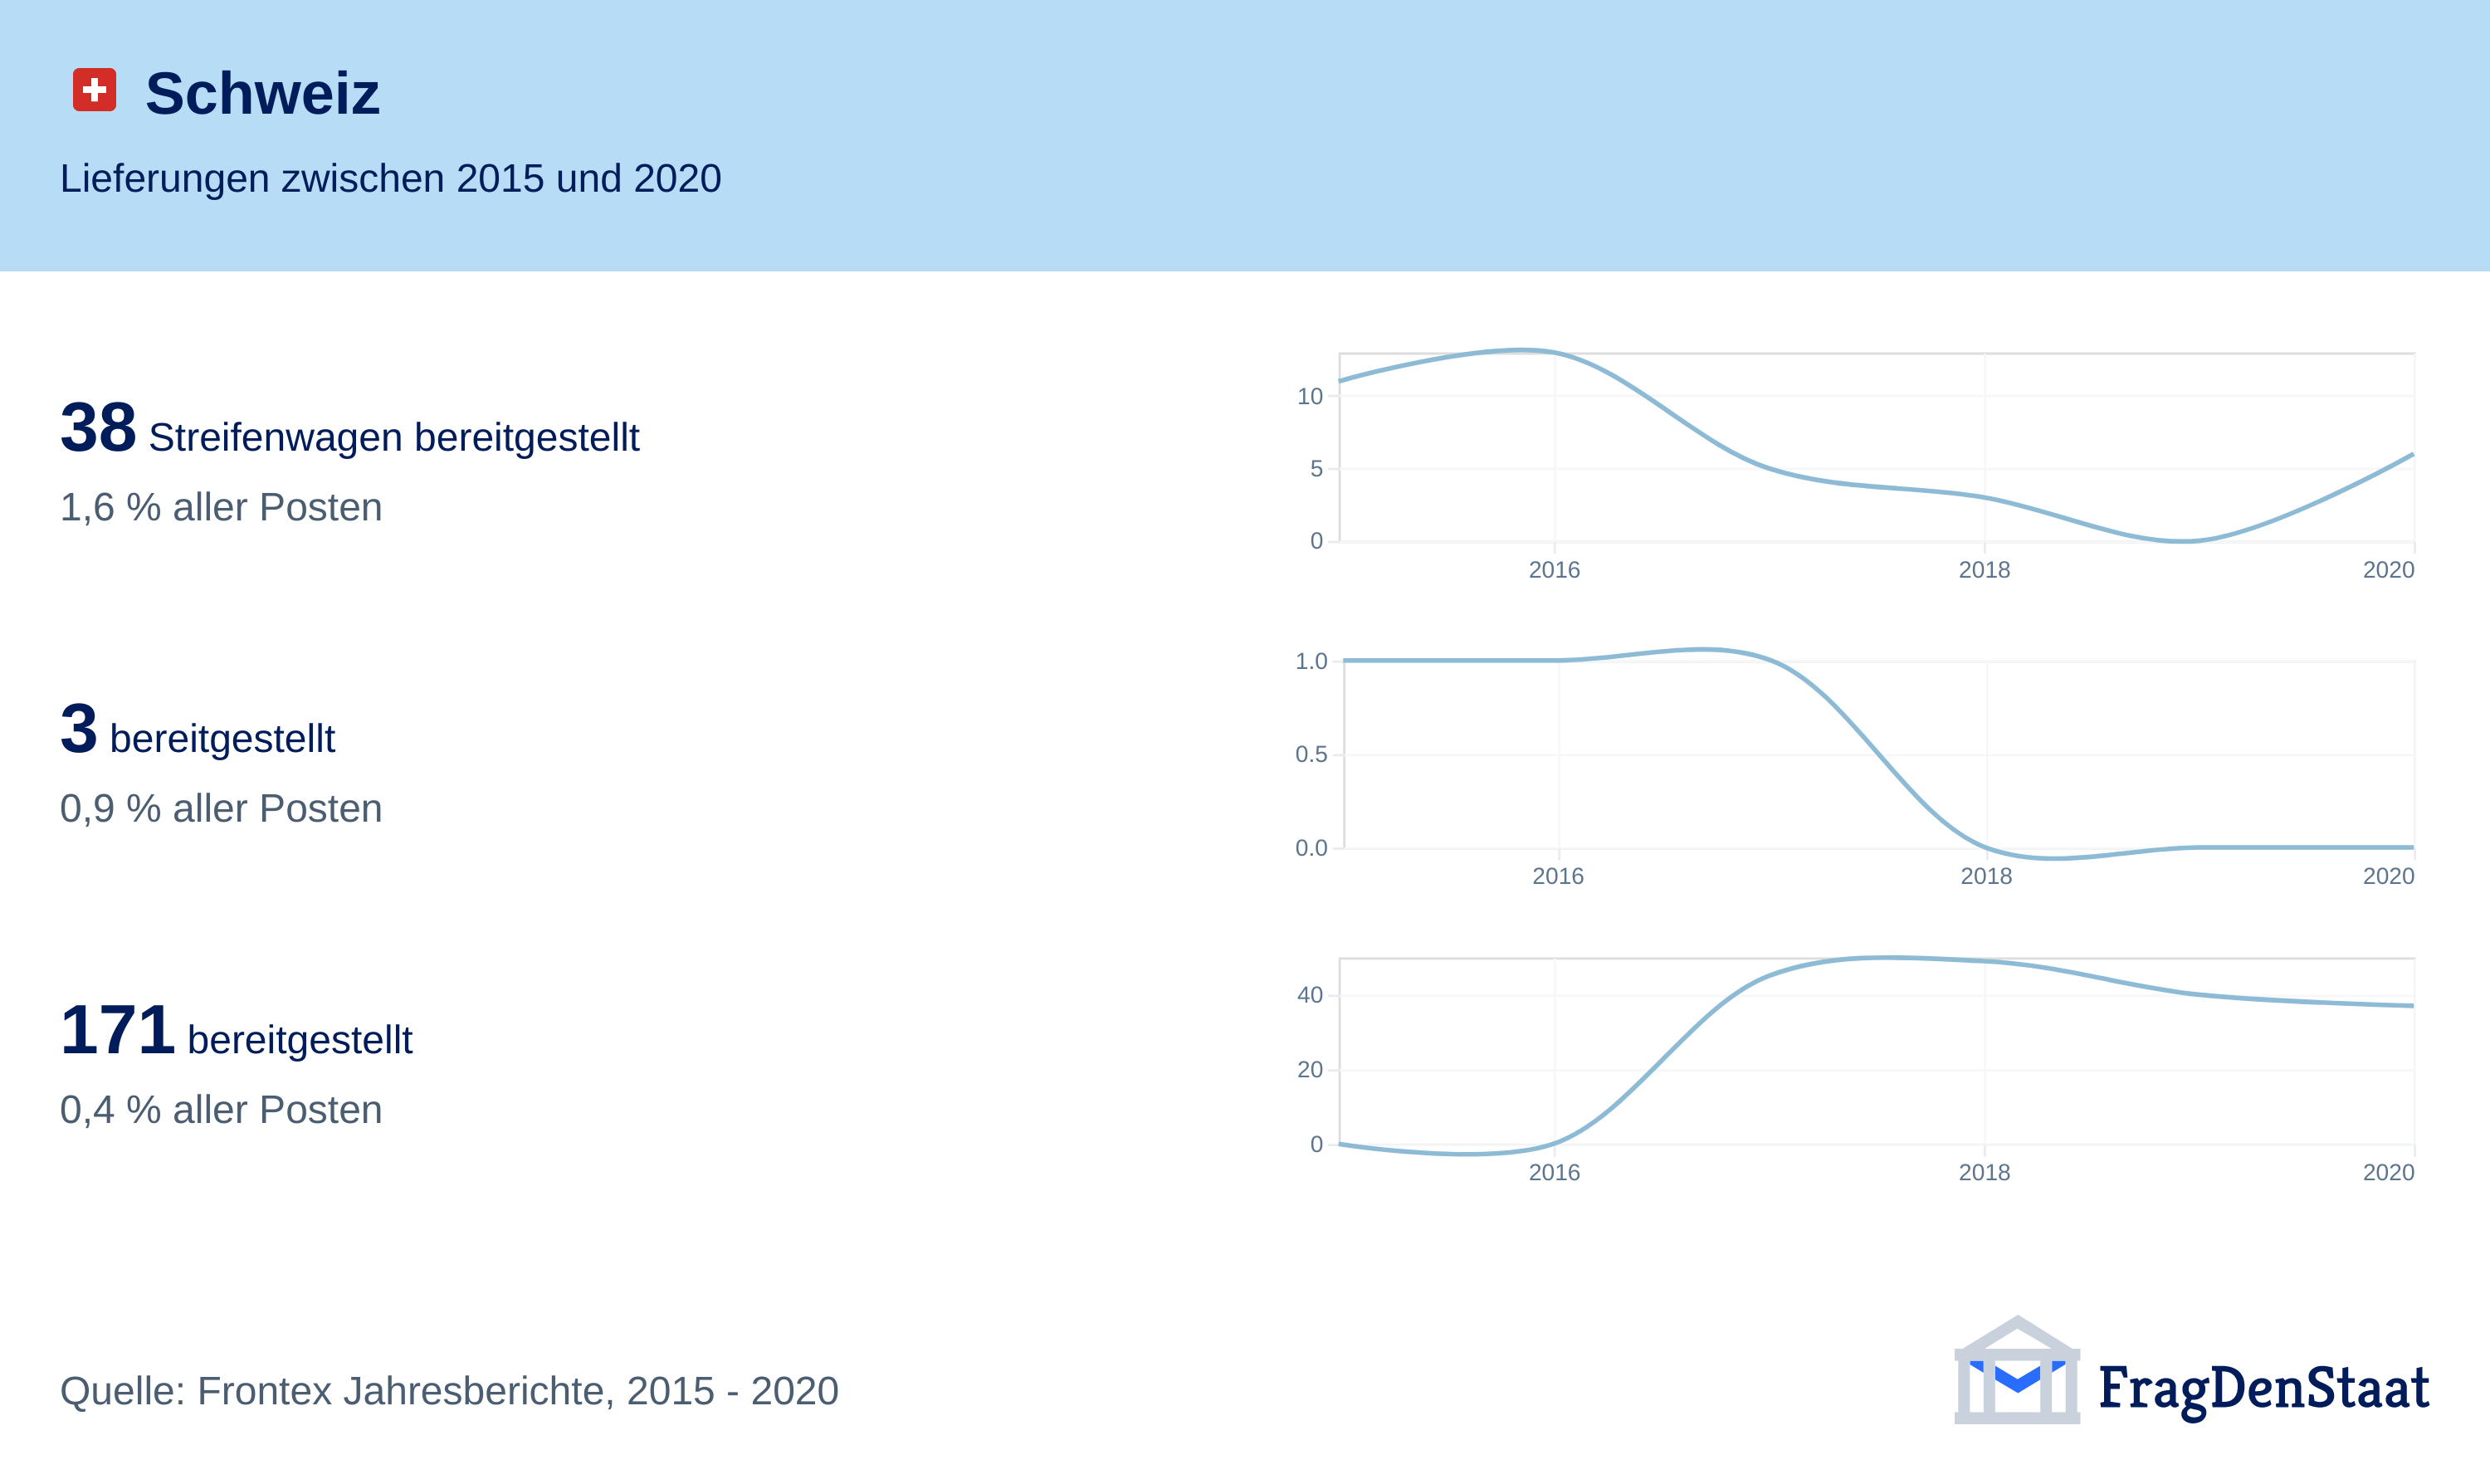 Schweiz
Lieferungen zwischen 2015 und 2020
38 Streifenwagen bereitgestellt
1,6 % aller Posten
10
5
0
2016 2018 2020
3 bereitgestellt
0,9 % aller Posten
1.0
0.5
0.0
2016 2018 2020
171 bereitgestellt
0,4 % aller Posten
40
20
0
2016 2018 2020
Quelle: Frontex Jahresberichte, 2015 - 2020
FragDenStaat